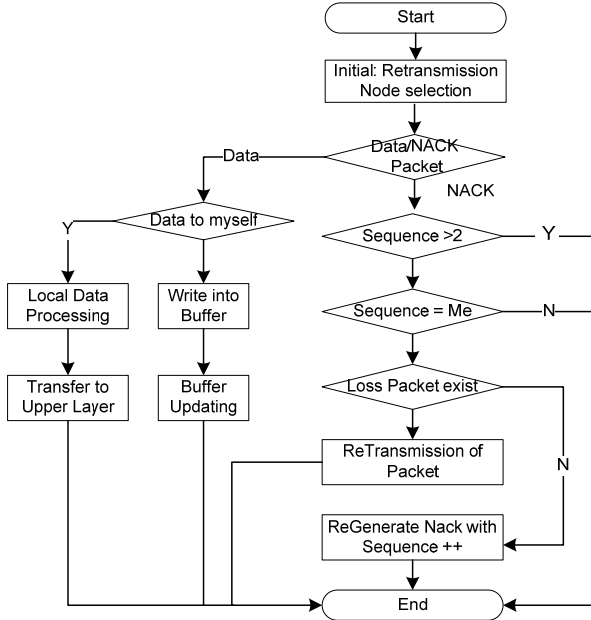 Start
Initial: Retransmission
Node selection
Data/NACK
Packet
Data
NACK
Data to myself
Y
Sequence >2
Y
Local Data
Processing
Write into
Buffer
Sequence = Me
N
Transfer to
Upper Layer
Buffer
Updating
Loss Packet exist
ReTransmission of
Packet
N
ReGenerate Nack with
Sequence ++
End